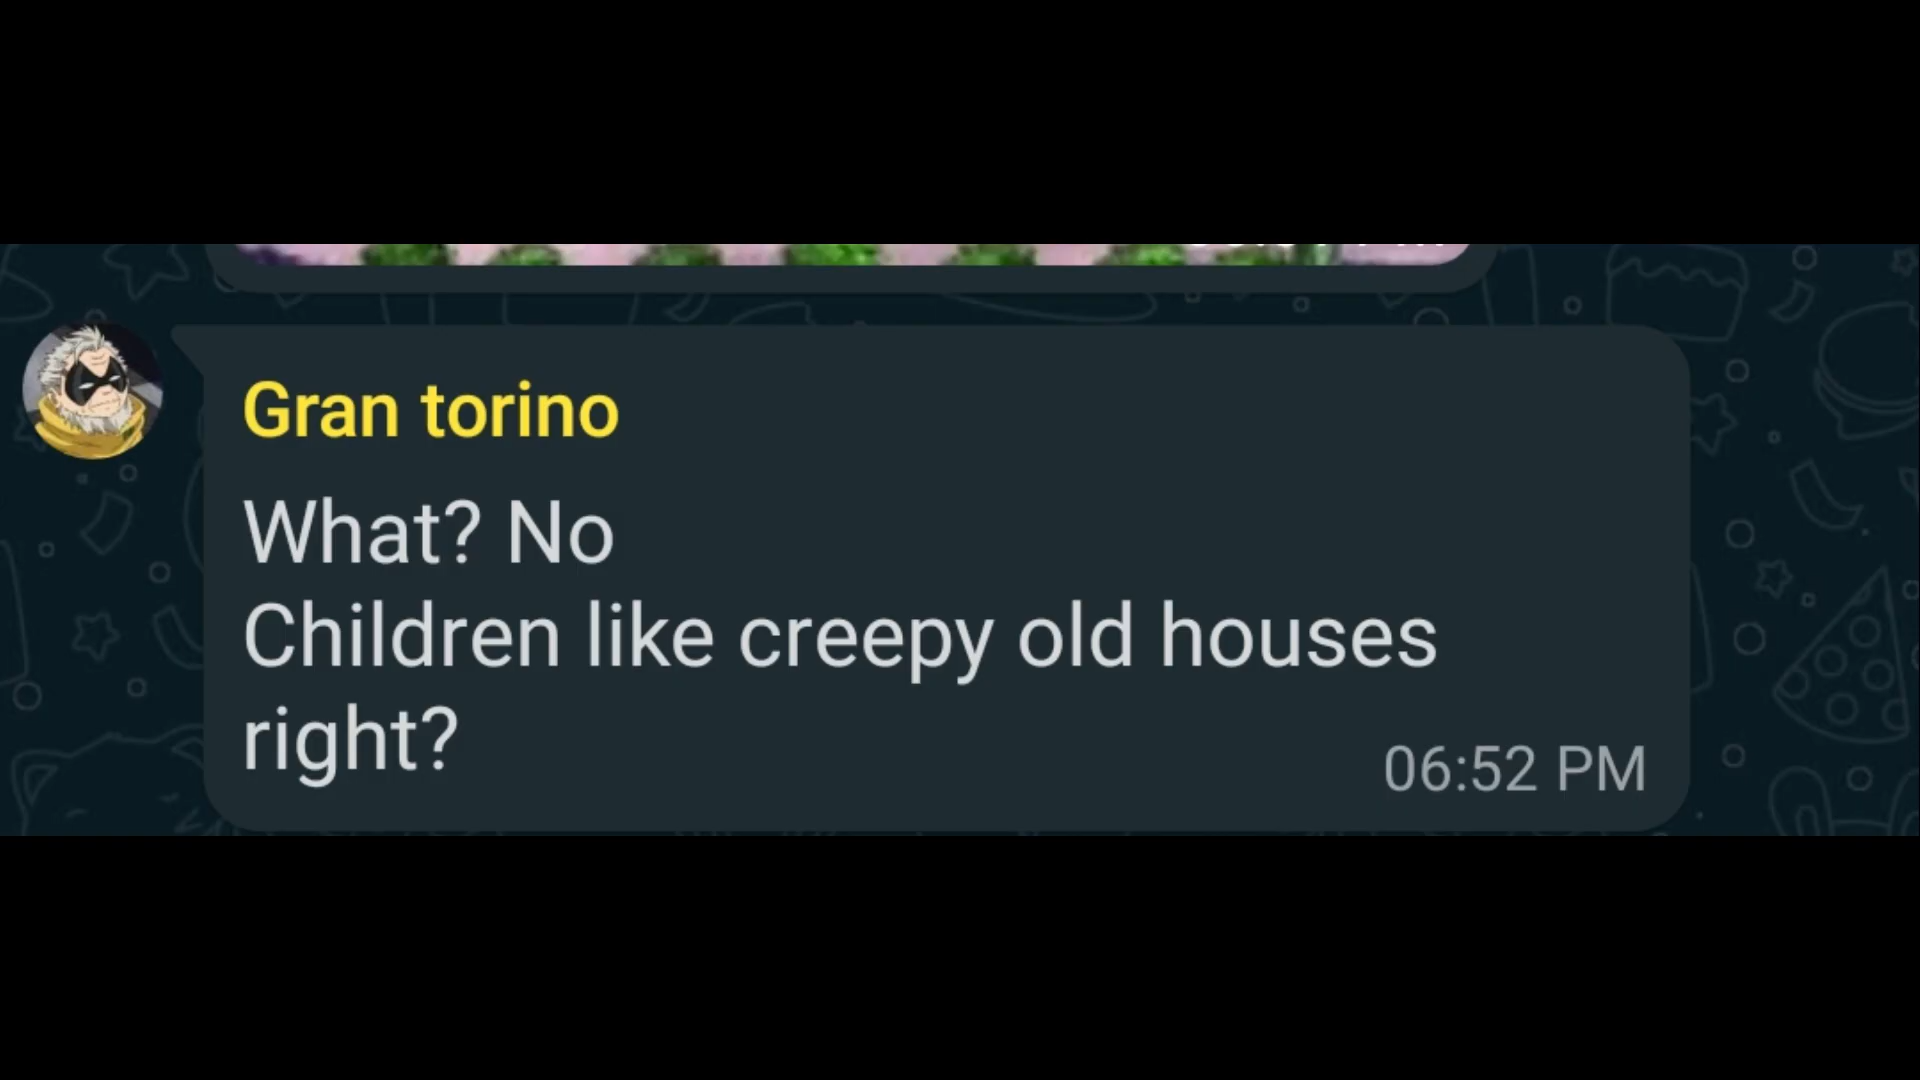 Gran torino
What? No
Children like creepy old houses
right?
06:52 PM